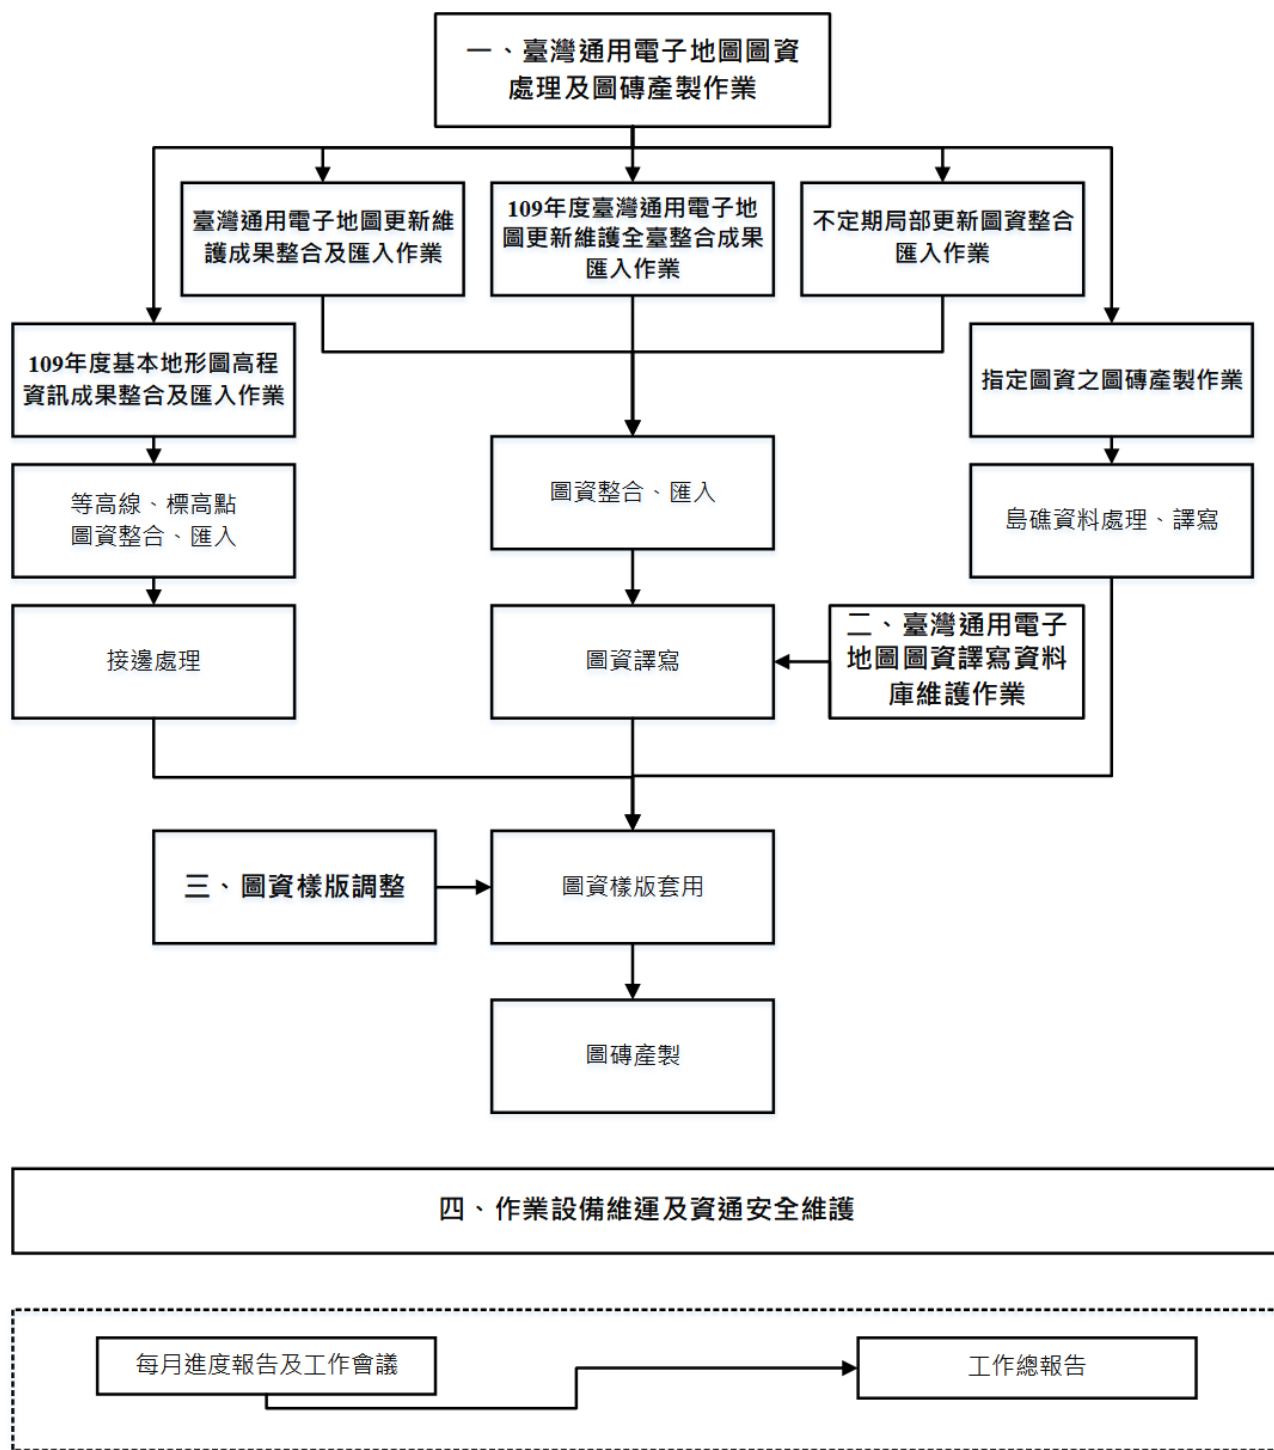 一、臺灣通用電子地圖圖資
處理及圖磚產製作業
臺灣通用電子地圖更新維
護成果整合及匯入作業
109年度臺灣通用電子地
圖更新維護全臺整合成果
匯入作業
不定期局部更新圖資整合
匯入作業
109年度基本地形圖高程
資訊成果整合及匯入作業
指定圖資之圖磚產製作業
等高線、標高點
圖資整合、匯入
圖資整合、匯入
島礁資料處理、譯寫
接邊處理
圖資譯寫
二、臺灣通用電子
地圖圖資譯寫資料
庫維護作業
三、圖資樣版調整
圖資樣版套用
圖磚產製
四、作業設備維運及資通安全維護
每月進度報告及工作會議
工作總報告